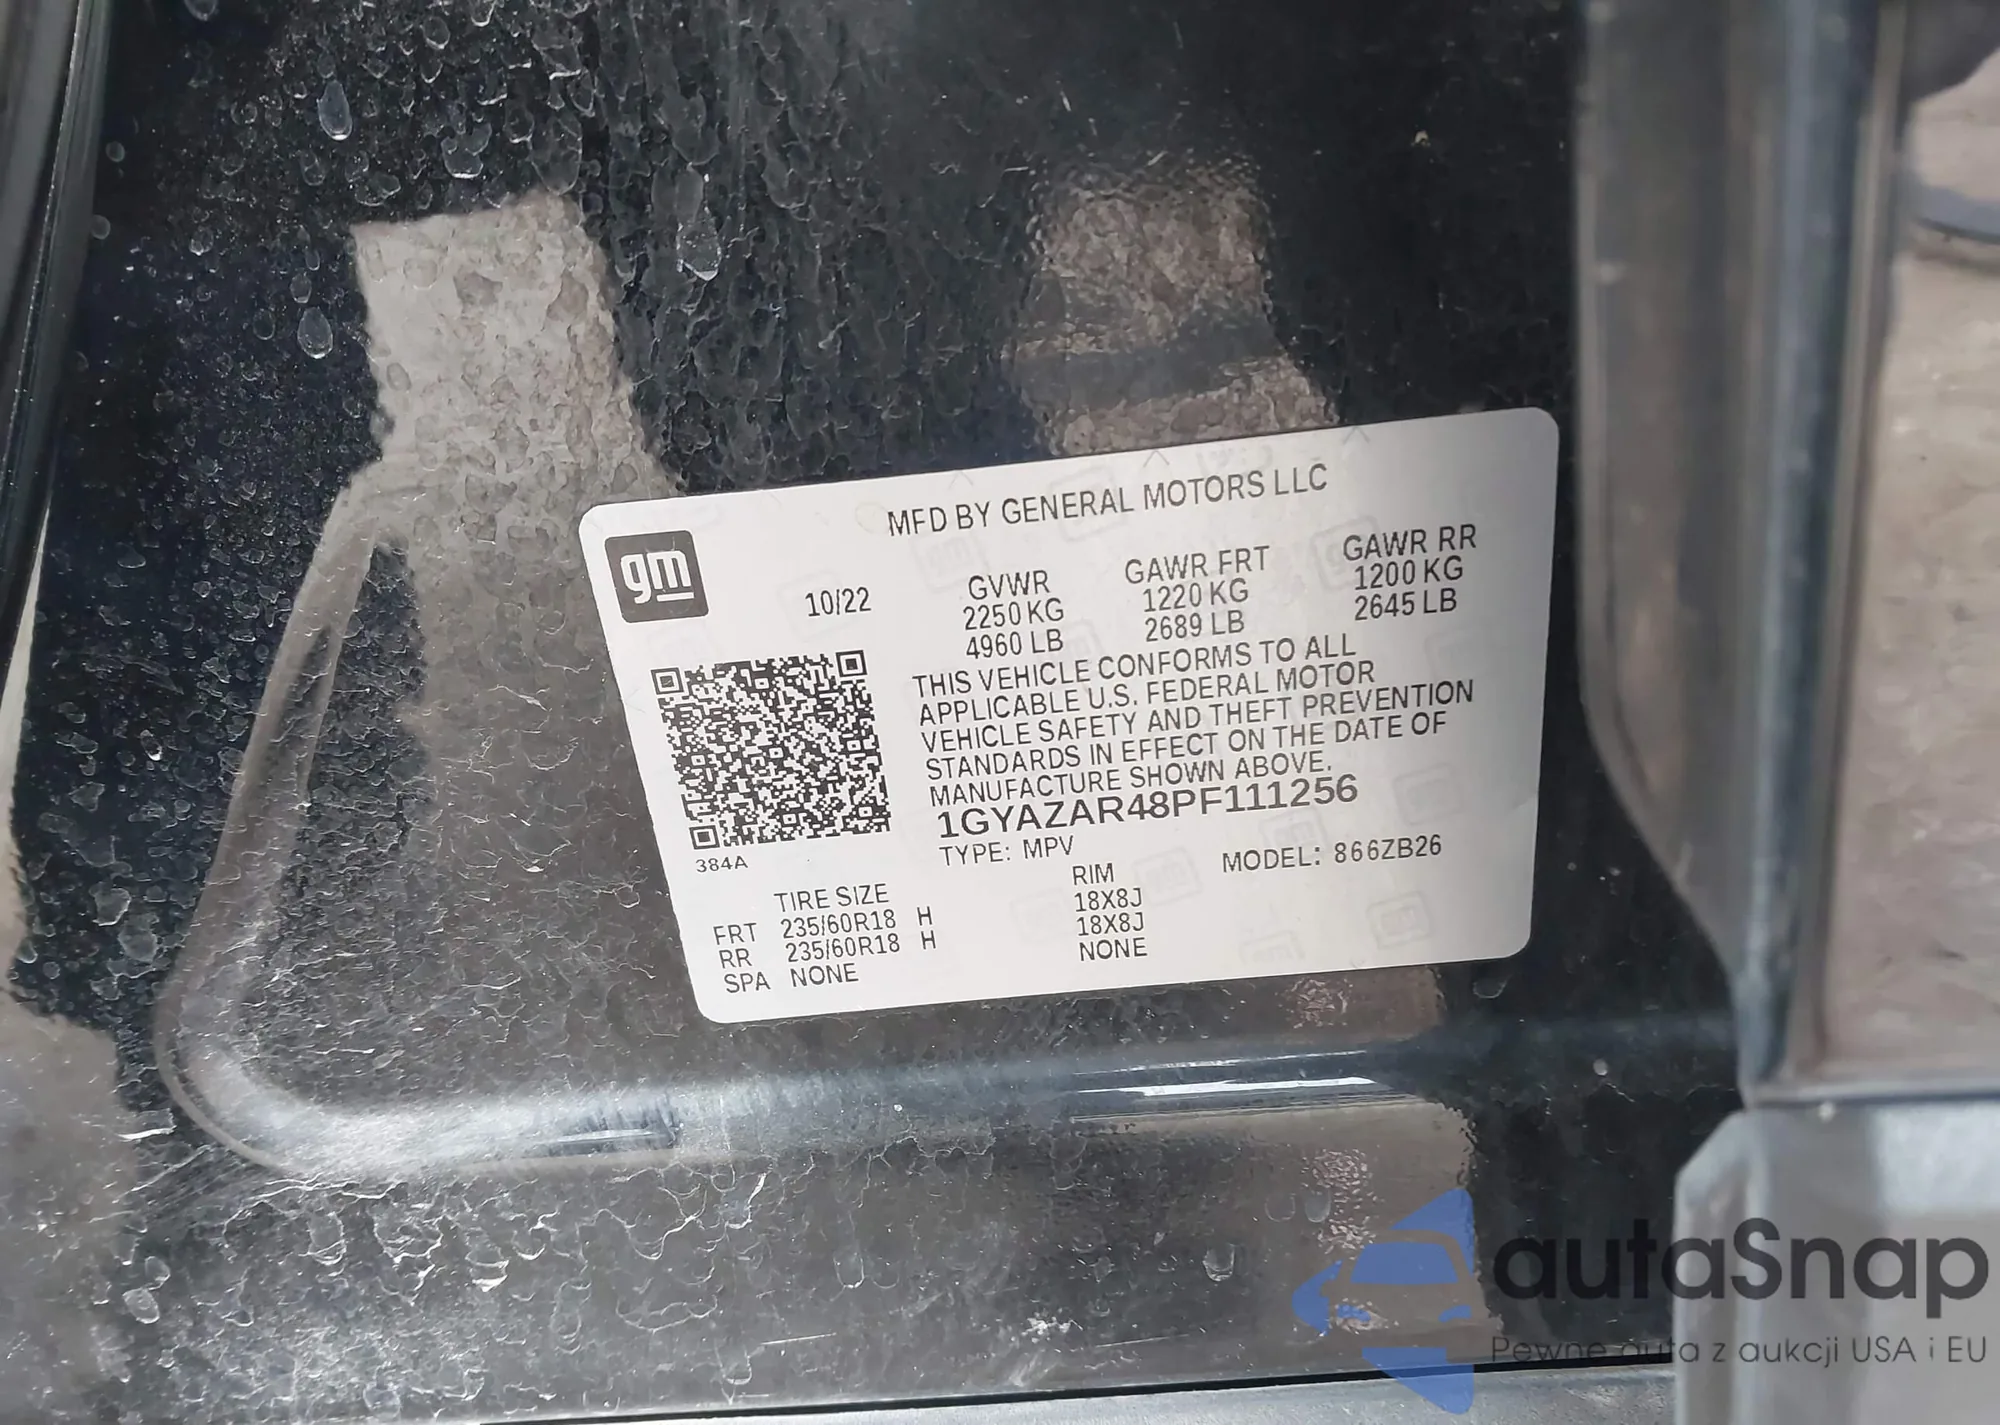 MFD BY GENERAL MOTORS LLC
gm
10/22
GVWR
2250 KG
4960 LB
GAWR FRT
1220 KG
2689 LB
GAWR RR
1200 KG
2645 LB
THIS VEHICLE CONFORMS TO ALL
APPLICABLE U.S. FEDERAL MOTOR
VEHICLE SAFETY AND THEFT PREVENTION
STANDARDS IN EFFECT ON THE DATE OF
MANUFACTURE SHOWN ABOVE.
1GYAZAR48PF111256
384A
TYPE: MPV
MODEL: 866ZB26
TIRE SIZE
RIM
FRT 235/60R18 H 18X8J
RR 235/60R18 H 18X8J
SPA NONE NONE
autaSnap
Pewne auta z aukcji USA i EU